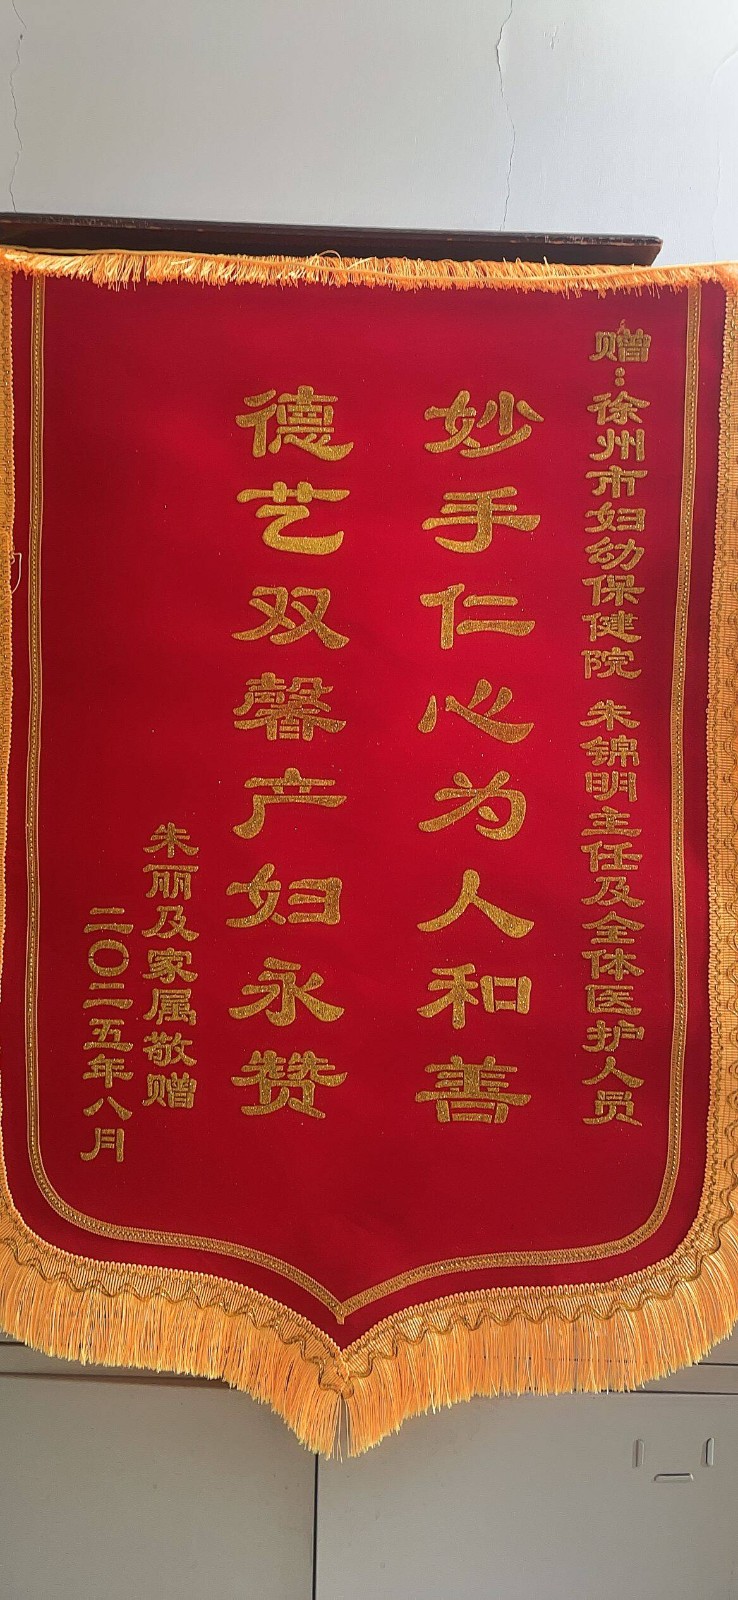 赠：徐州市妇幼保健院 朱锦明主任及全体医护人员
妙手仁心为人和善
德艺双馨产妇永赞
朱丽及家属敬赠
二〇二五年八月